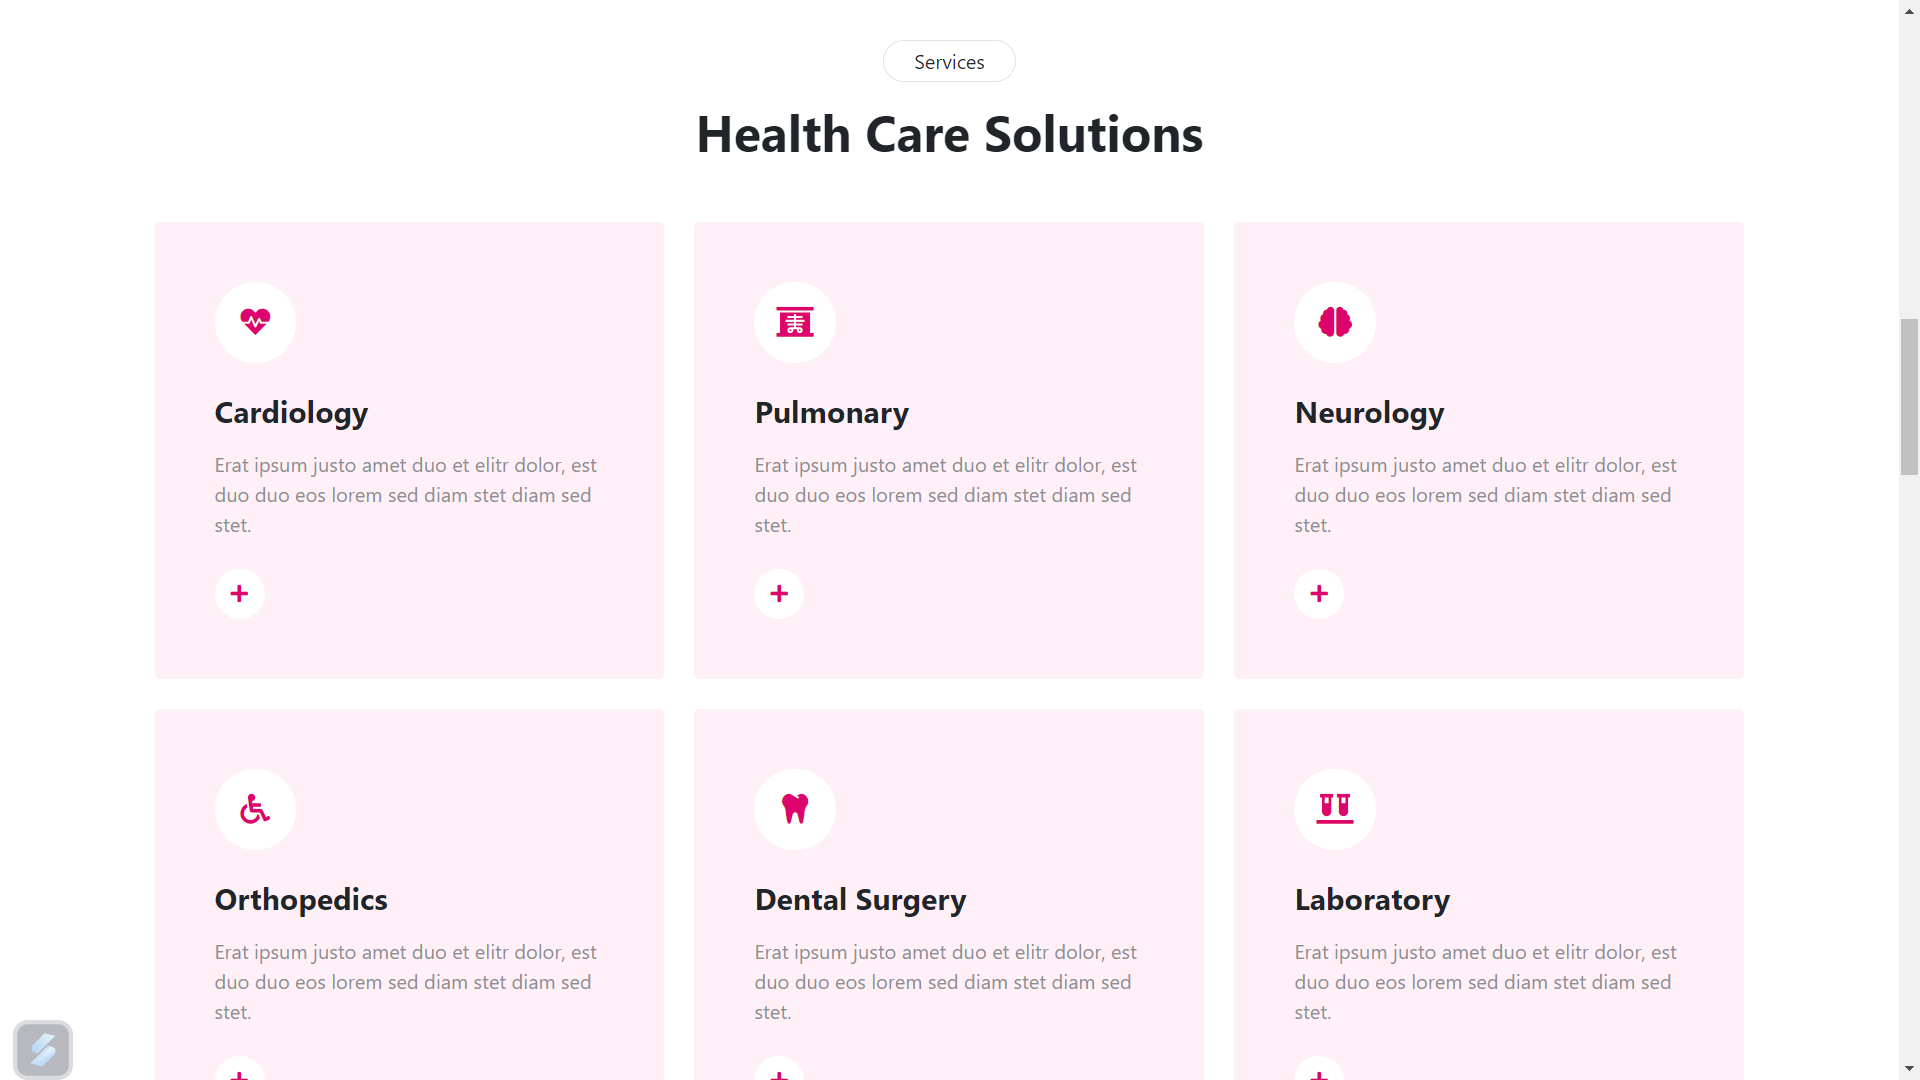 Services
Health Care Solutions
Cardiology
Erat ipsum justo amet duo et elitr dolor, est
duo duo eos lorem sed diam stet diam sed
stet.
Pulmonary
Erat ipsum justo amet duo et elitr dolor, est
duo duo eos lorem sed diam stet diam sed
stet.
Neurology
Erat ipsum justo amet duo et elitr dolor, est
duo duo eos lorem sed diam stet diam sed
stet.
Orthopedics
Erat ipsum justo amet duo et elitr dolor, est
duo duo eos lorem sed diam stet diam sed
stet.
Dental Surgery
Erat ipsum justo amet duo et elitr dolor, est
duo duo eos lorem sed diam stet diam sed
stet.
Laboratory
Erat ipsum justo amet duo et elitr dolor, est
duo duo eos lorem sed diam stet diam sed
stet.